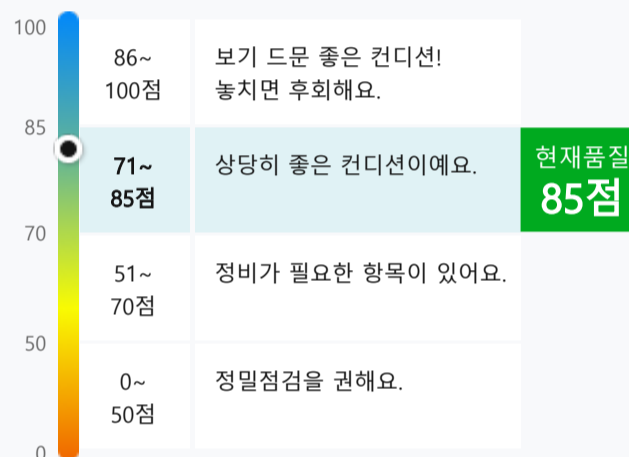 100
86~
100점
보기 드문 좋은 컨디션!
놓치면 후회해요.
85
71~
85점
상당히 좋은 컨디션이예요.
현재품질
85점
70
51~
70점
정비가 필요한 항목이 있어요.
50
0~
50점
정밀점검을 권해요.
0